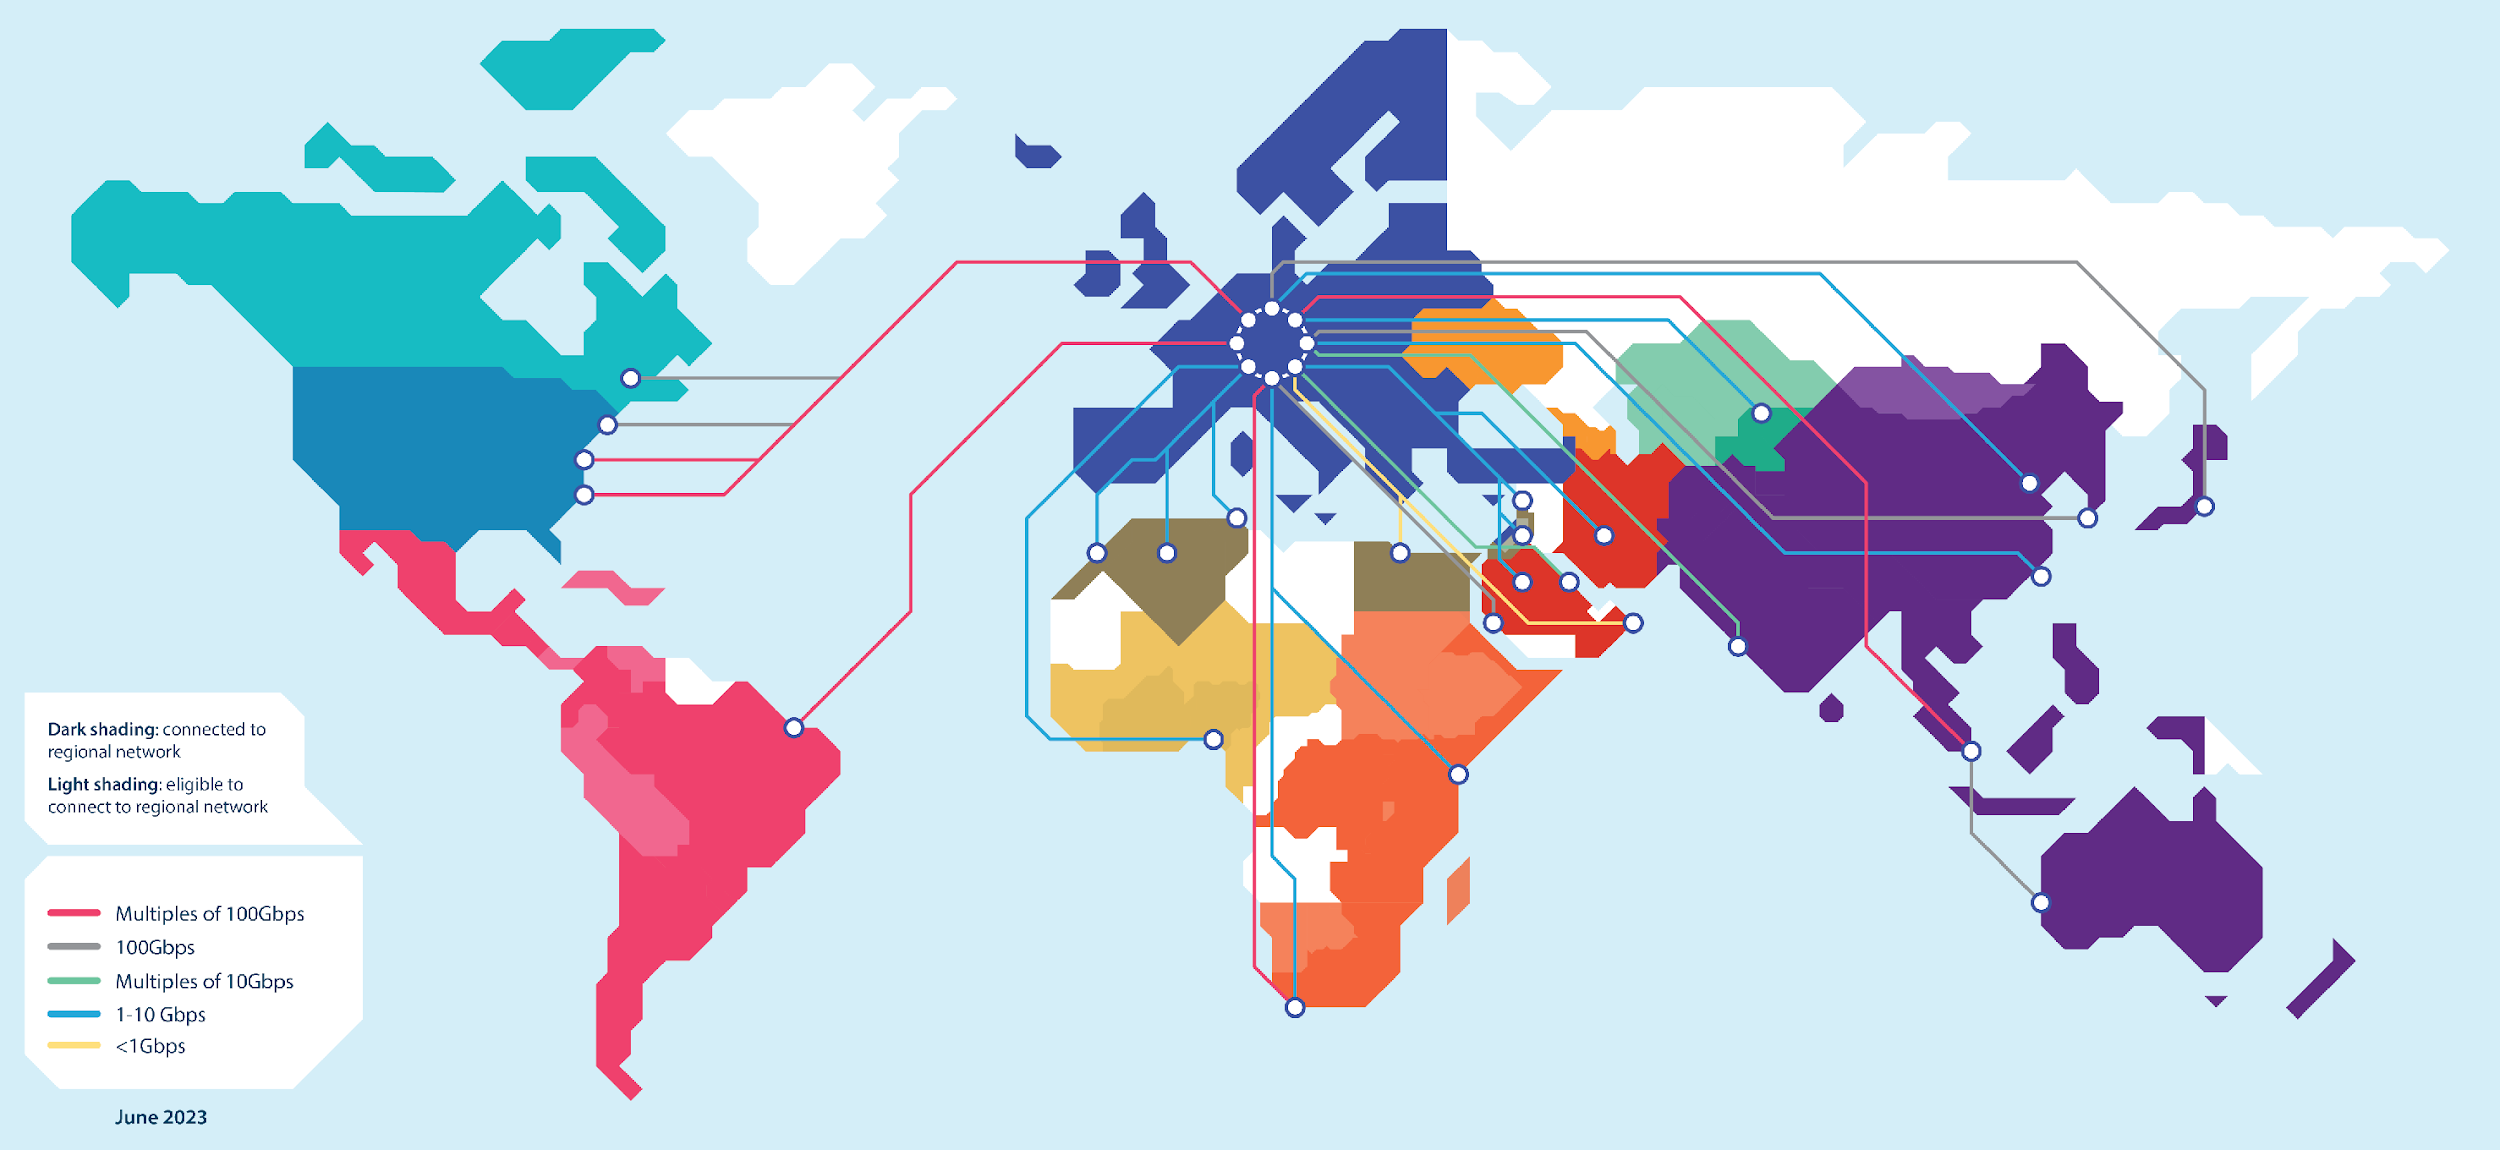 Dark shading: connected to
regional network
Light shading: eligible to
connect to regional network
Multiples of 100Gbps
100Gbps
Multiples of 10Gbps
1-10 Gbps
<1Gbps
June 2023